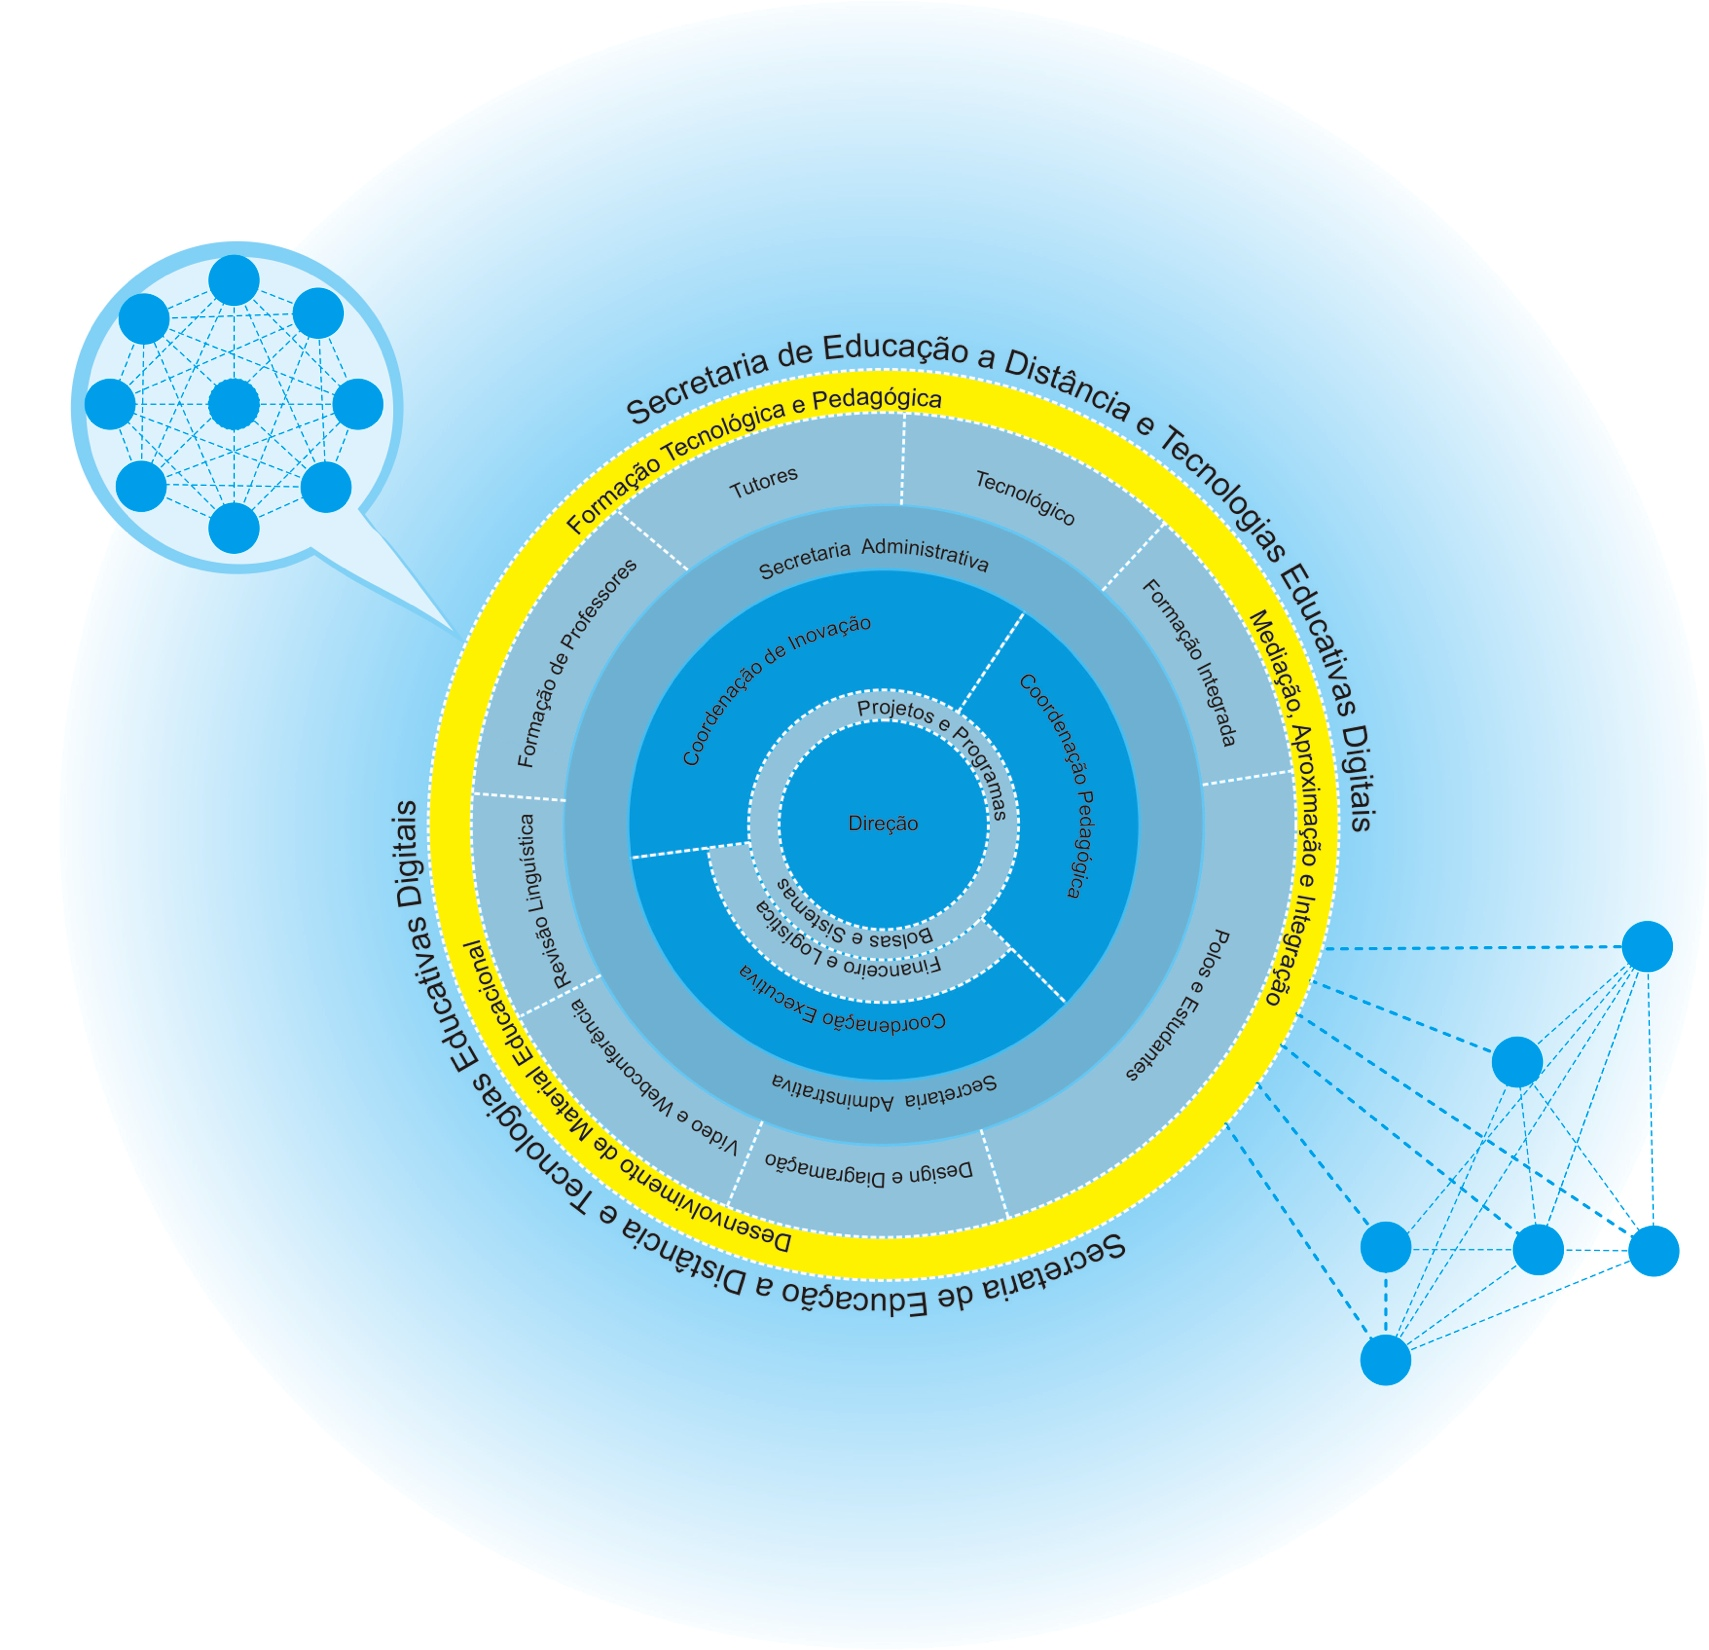 Secretaria de Educação a Distância e Tecnologias Educativas Digitais
Formação Tecnológica e Pedagógica
Mediação, Aproximação e Integração
Tutores
Tecnológico
Formação de Professores
Formação Integrada
Secretaria Administrativa
Coordenação de Inovação
Coordenação Pedagógica
Projetos e Programas
Direção
Bolsas e Sistemas
Financeiro e Logística
Coordenação Executiva
Secretaria Adminstrativa
Revisão Linguística
Vídeo e Webconferência
Design e Diagramação
Polos e Estudantes
Desenvolvimento de Material Educacional
Secretaria de Educação a Distância e Tecnologias Educativas Digitais